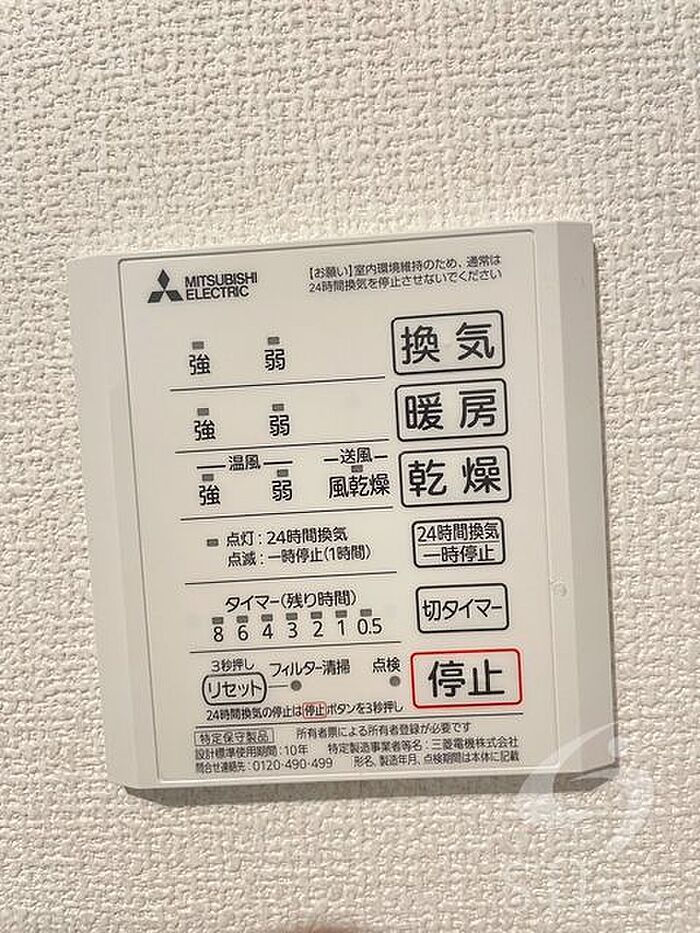 MITSUBISHI
ELECTRIC
【お願い】室内環境維持のため、通常は
24時間換気を停止させないでください
強 弱 換気
強 弱 暖房
温風 送風
強 弱 風乾燥 乾燥
点灯:24時間換気
点滅:一時停止(1時間)
24時間換気
一時停止
タイマー(残り時間)
8 6 4 3 2 1 0.5
切タイマー
3秒押し
リセット フィルター清掃 点検
停止
24時間換気の停止は停止ボタンを3秒押し
特定保守製品 所有者票による所有者登録が必要です
設計標準使用期間:10年 特定製造事業者等名:三菱電機株式会社
問合せ連絡先:0120-490-499 形名、製造年月、点検期間は本体に記載